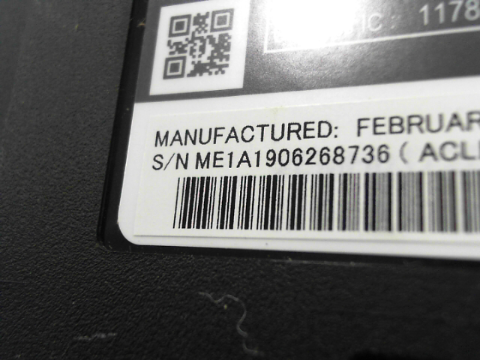 IC: 1178
MANUFACTURED: FEBRUAR
S/N ME1A1906268736 ( ACL